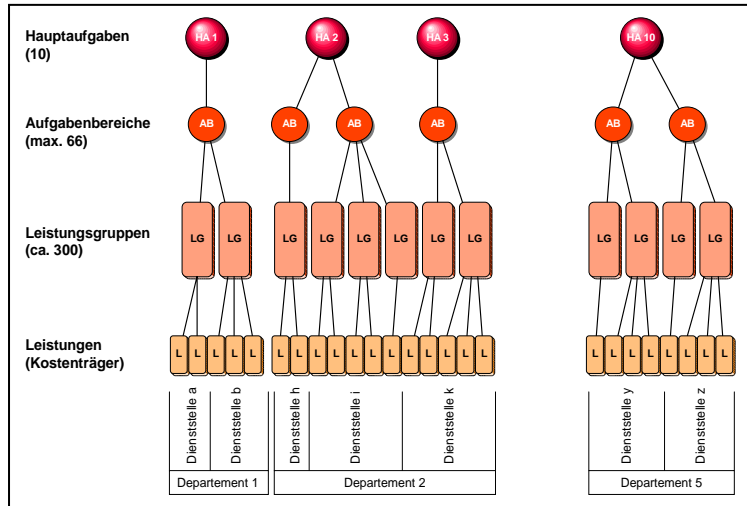 Hauptaufgaben
(10)
HA 1 HA 2 HA 3 HA 10
Aufgabenbereiche
(max. 66)
AB AB AB AB AB AB
Leistungsgruppen
(ca. 300)
LG LG LG LG LG LG LG LG LG LG LG LG
Leistungen
(Kostenträger)
L L L L L L L L L L L L L L L L L L L L L L L L L
Dienststelle a
Dienststelle b
Dienststelle h
Dienststelle i
Dienststelle k
Dienststelle y
Dienststelle z
Departement 1 Departement 2 Departement 5